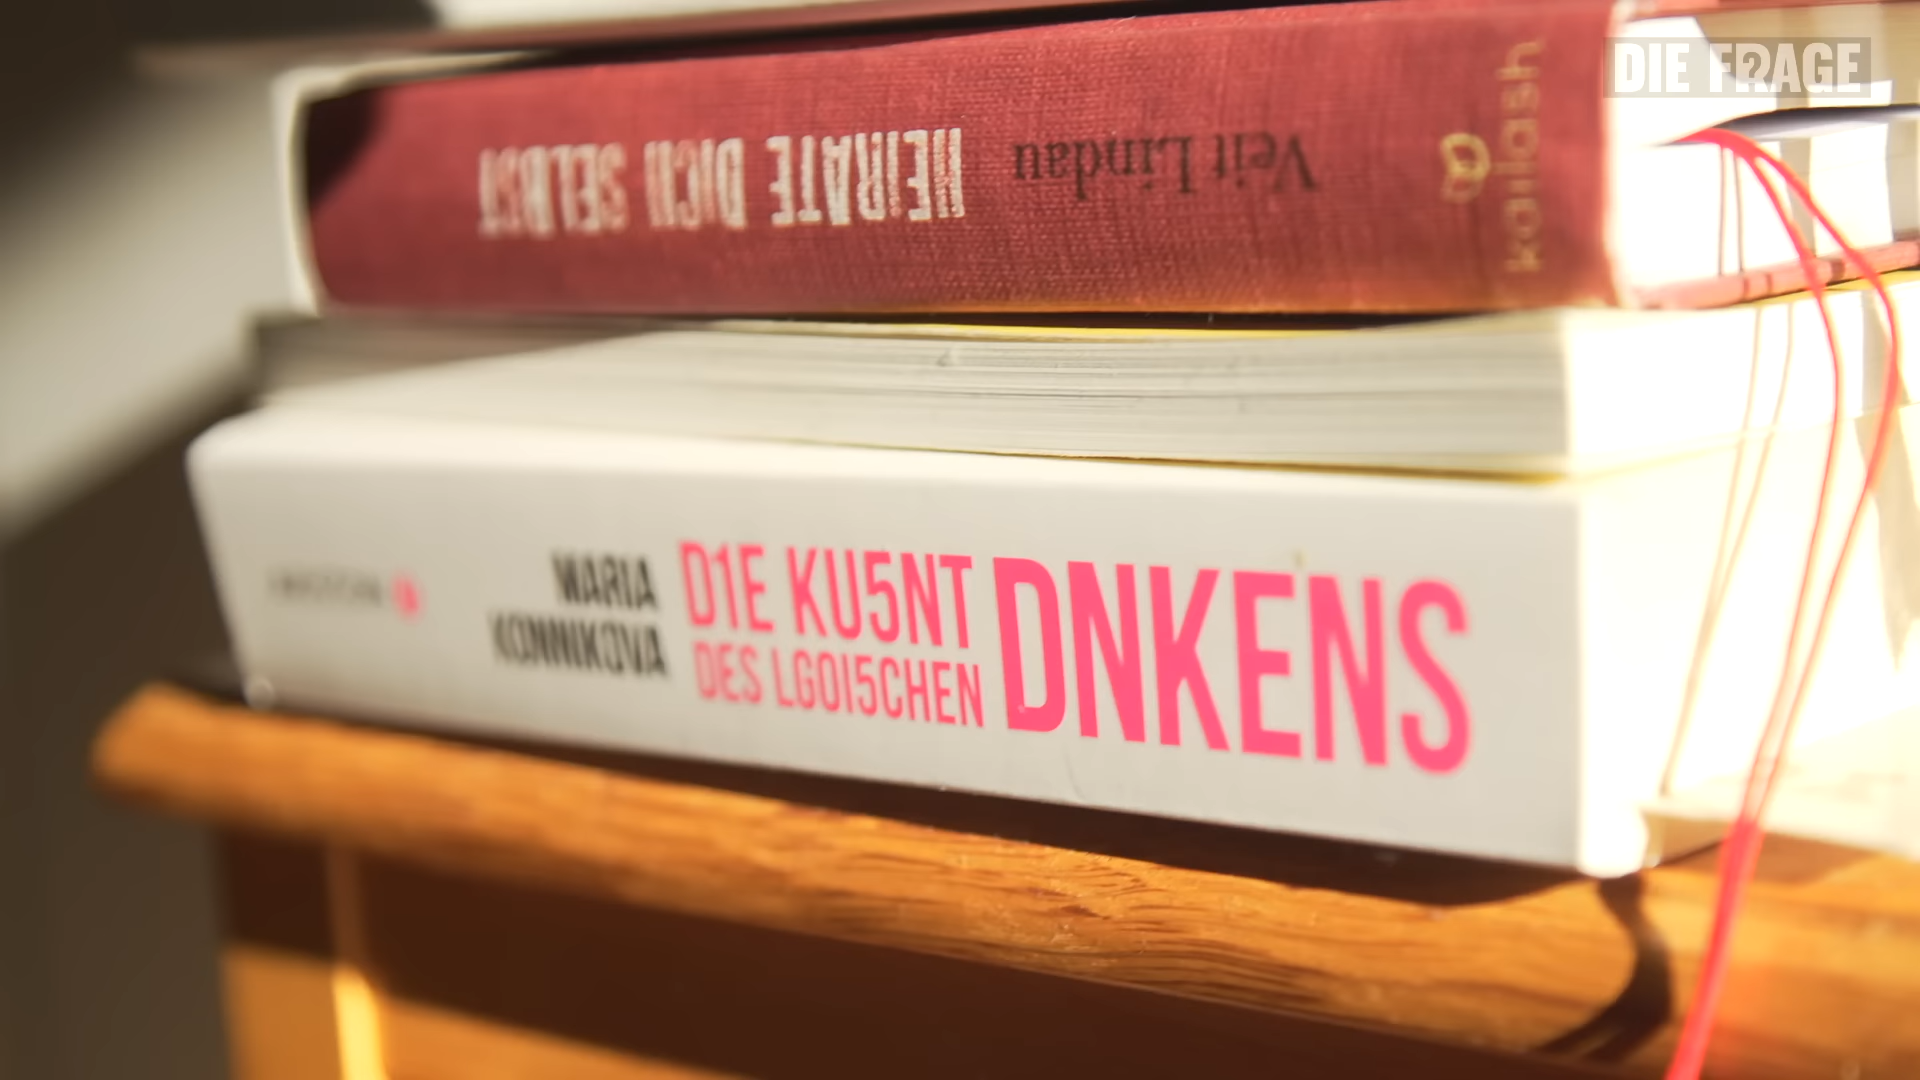 DIE FRAGE
HEIRATE DICH SELBST
Veit Lindau
kailash
MARIA
KONNIKOVA
D1E KU5NT
DES LGOI5CHEN
DNKENS